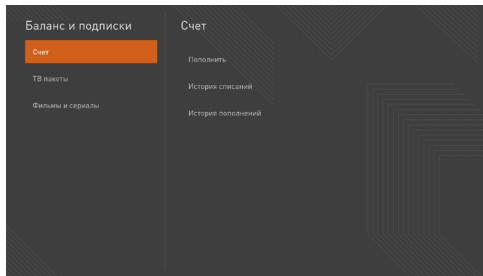 Баланс и подписки
Счет
ТВ пакеты
Фильмы и сериалы
Счет
Пополнить
История списаний
История пополнений